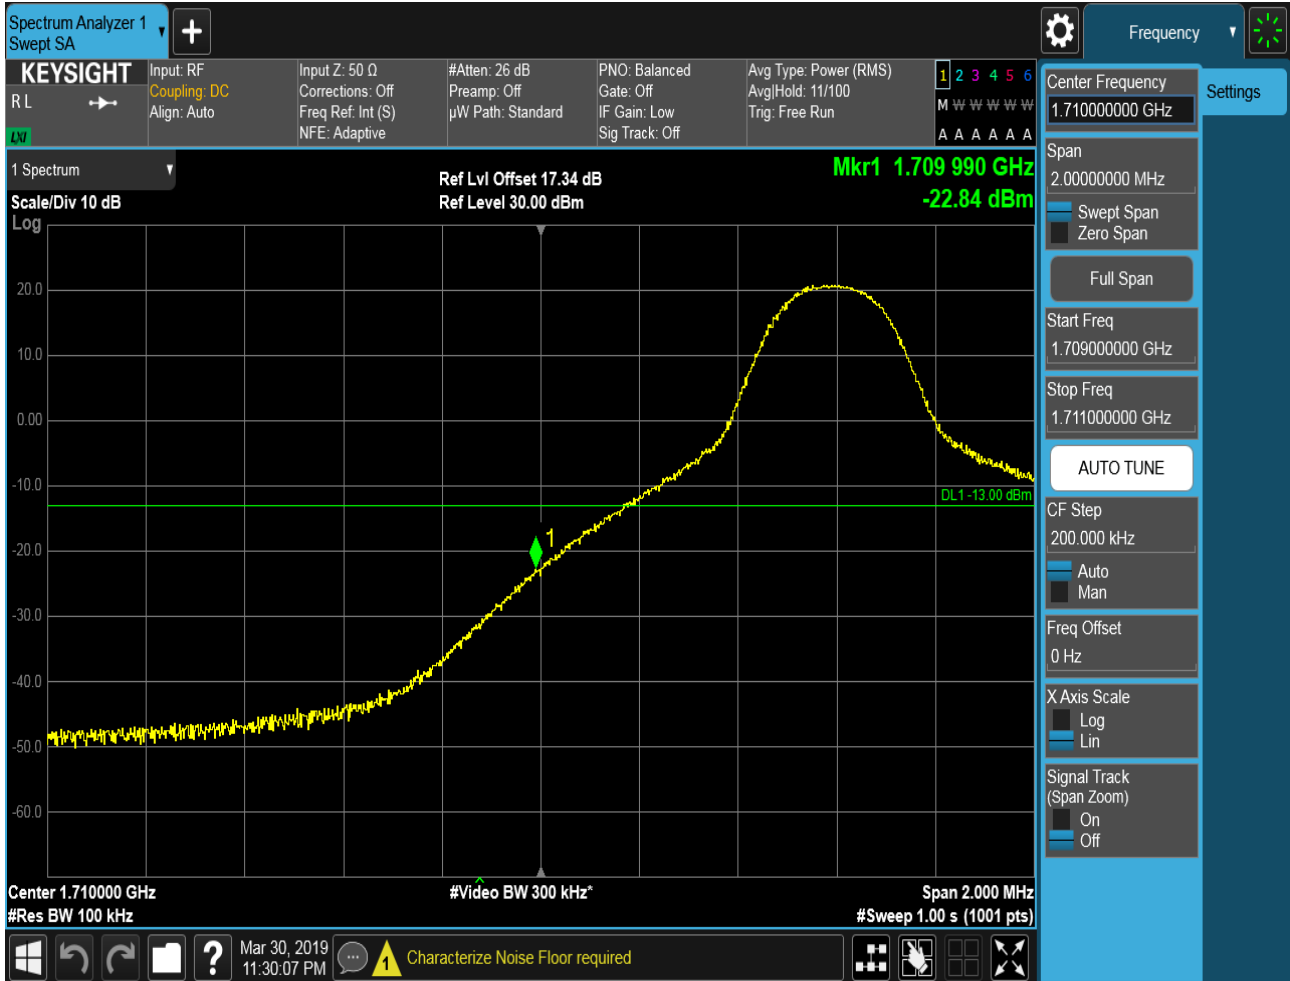 Spectrum Analyzer 1
Swept SA
Frequency
KEYSIGHT
R L
LXI
Input: RF
Coupling: DC
Align: Auto
Input Z: 50 Ω
Corrections: Off
Freq Ref: Int (S)
NFE: Adaptive
#Atten: 26 dB
Preamp: Off
µW Path: Standard
PNO: Balanced
Gate: Off
IF Gain: Low
Sig Track: Off
Avg Type: Power (RMS)
Avg|Hold: 11/100
Trig: Free Run
1 2 3 4 5 6
M W W W W W
A A A A A A
1 Spectrum
Scale/Div 10 dB
Log
Ref Lvl Offset 17.34 dB
Ref Level 30.00 dBm
Mkr1 1.709 990 GHz
-22.84 dBm
20.0
10.0
0.00
-10.0
-20.0
-30.0
-40.0
-50.0
-60.0
DL1 -13.00 dBm
1
Center 1.710000 GHz
#Res BW 100 kHz
#Video BW 300 kHz*
Span 2.000 MHz
#Sweep 1.00 s (1001 pts)
Center Frequency
1.710000000 GHz
Settings
Span
2.00000000 MHz
Swept Span
Zero Span
Full Span
Start Freq
1.709000000 GHz
Stop Freq
1.711000000 GHz
AUTO TUNE
CF Step
200.000 kHz
Auto
Man
Freq Offset
0 Hz
X Axis Scale
Log
Lin
Signal Track
(Span Zoom)
On
Off
?
Mar 30, 2019
11:30:07 PM
1
Characterize Noise Floor required